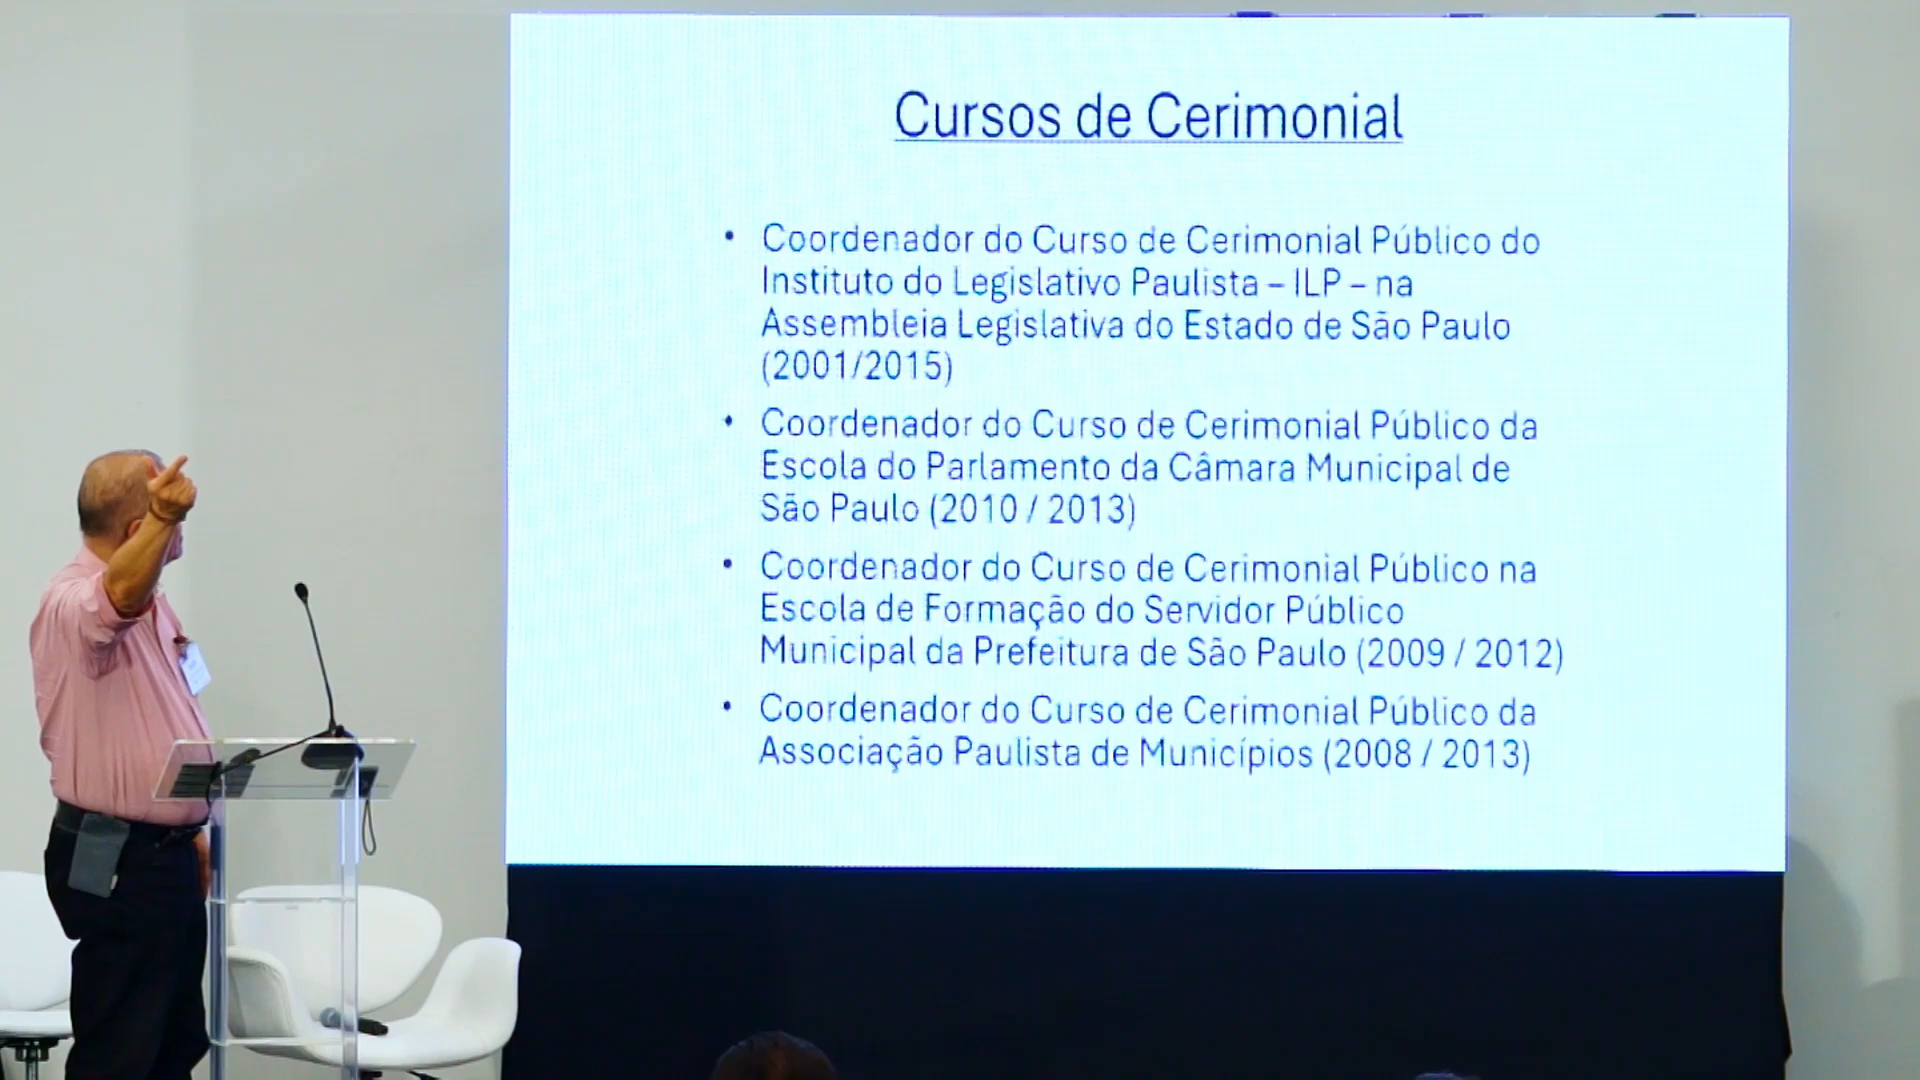 Cursos de Cerimonial
• Coordenador do Curso de Cerimonial Público do
Instituto do Legislativo Paulista – ILP – na
Assembleia Legislativa do Estado de São Paulo
(2001/2015)
• Coordenador do Curso de Cerimonial Público da
Escola do Parlamento da Câmara Municipal de
São Paulo (2010 / 2013)
• Coordenador do Curso de Cerimonial Público na
Escola de Formação do Servidor Público
Municipal da Prefeitura de São Paulo (2009 / 2012)
• Coordenador do Curso de Cerimonial Público da
Associação Paulista de Municípios (2008 / 2013)